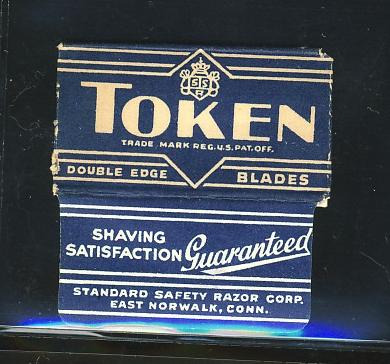 TOKEN
TRADE MARK REG. U.S. PAT. OFF.
DOUBLE EDGE BLADES
SHAVING
SATISFACTION Guaranteed
STANDARD SAFETY RAZOR CORP.
EAST NORWALK, CONN.